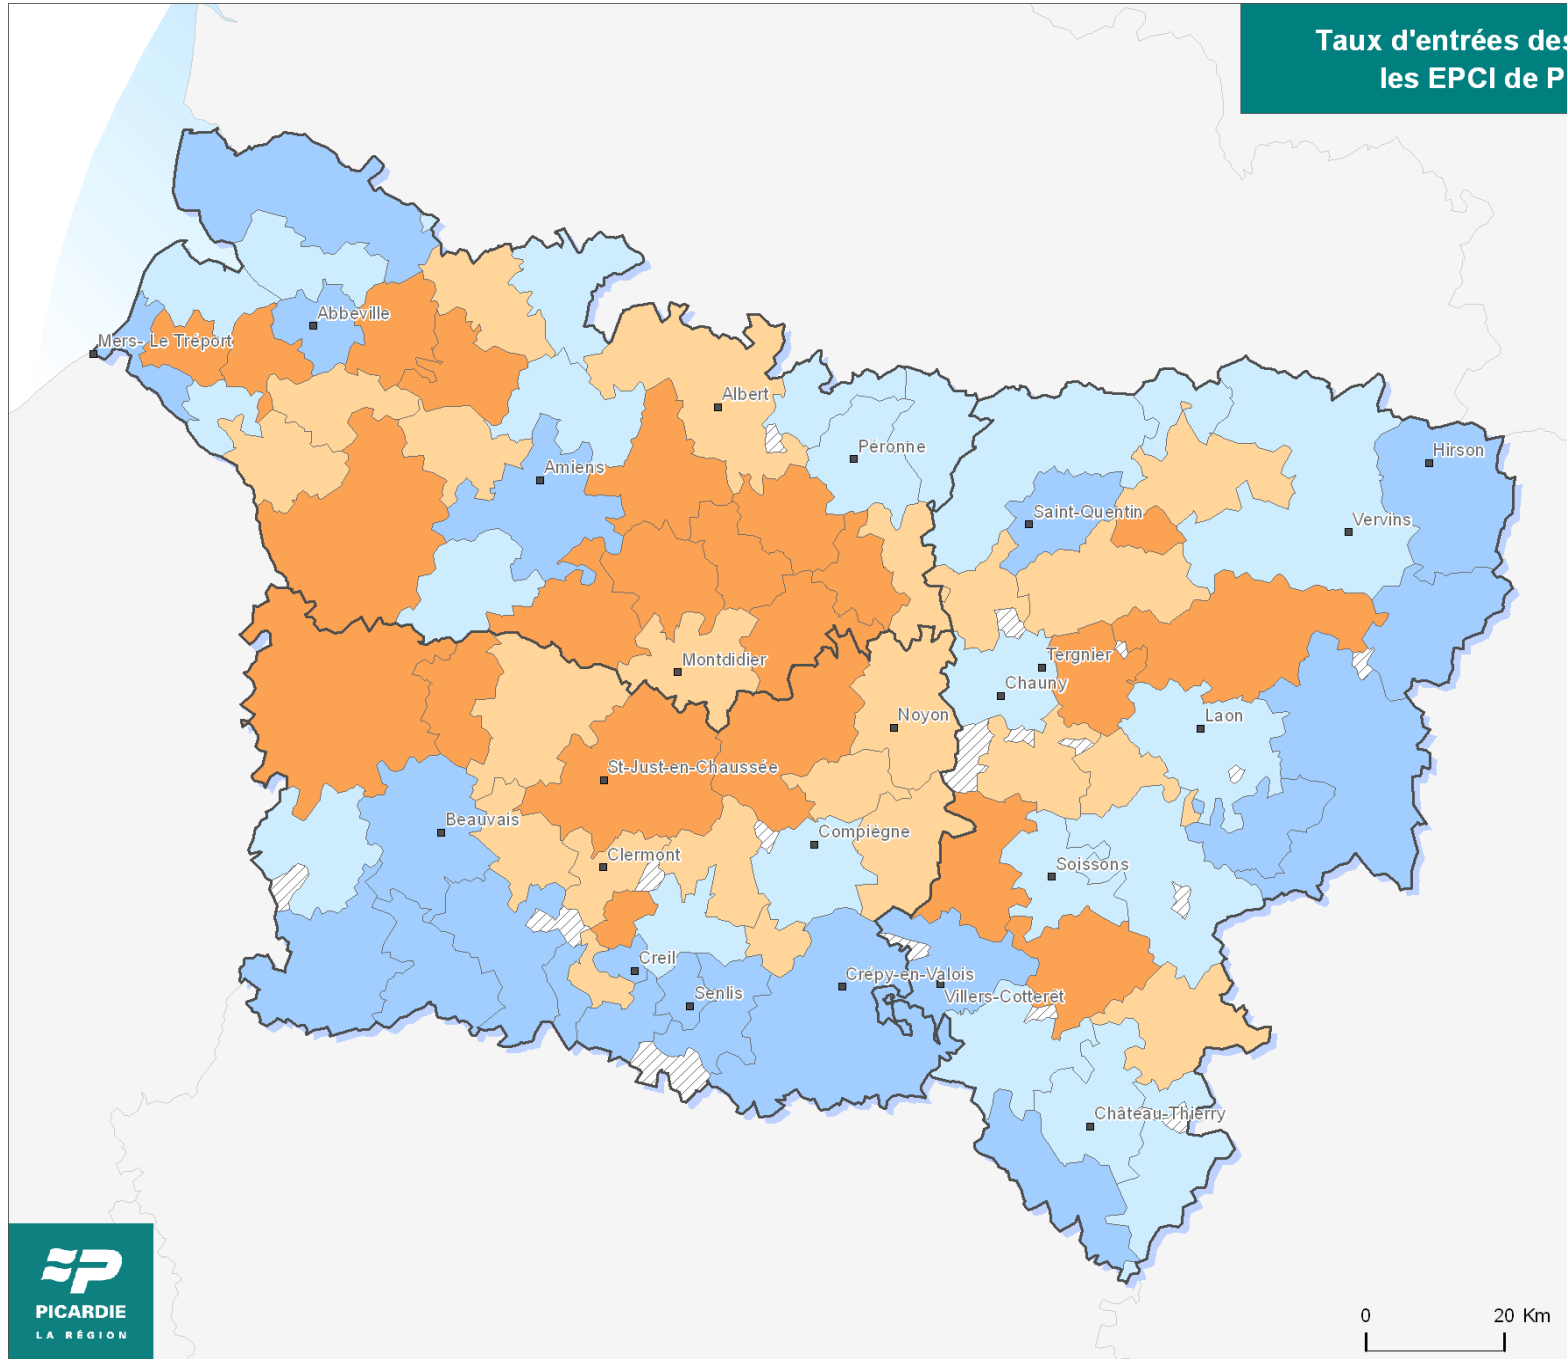 Taux d'entrées des
les EPCI de P
Abbeville
Mers- Le Tréport
Albert
Péronne
Amiens
Hirson
Saint-Quentin
Vervins
Montdidier
Tergnier
Chauny
Noyon
Laon
St-Just-en-Chaussée
Beauvais
Compiègne
Clermont
Soissons
Creil
Crépy-en-Valois
Senlis
Villers-Cotterêt
Château-Thierry
PICARDIE
LA RÉGION
0 20 Km